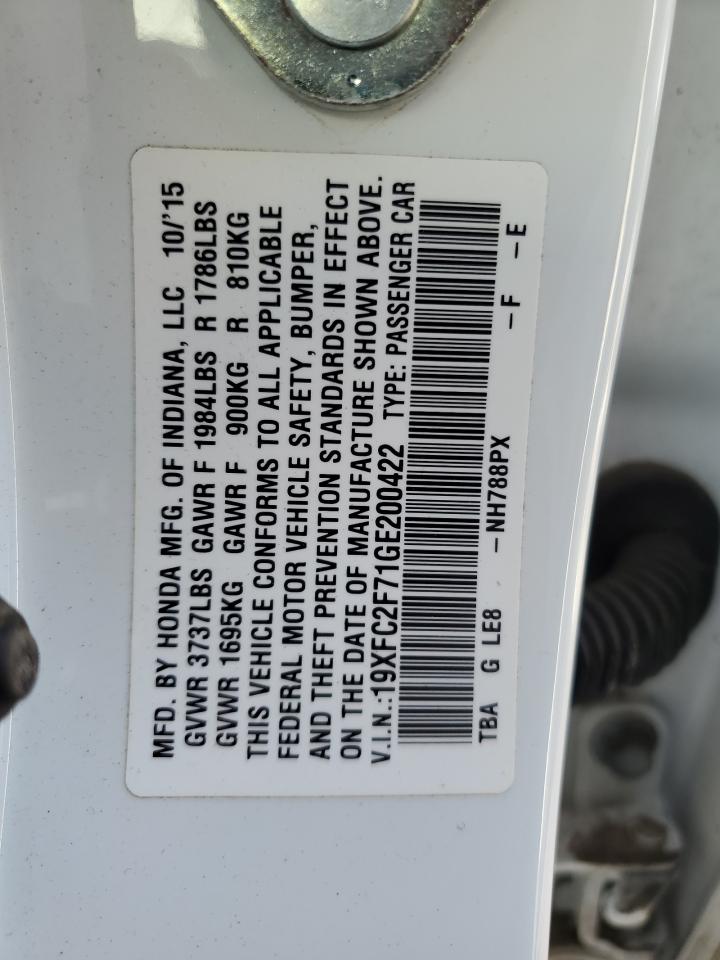 MFD. BY HONDA MFG. OF INDIANA, LLC 10/'15
GVWR 3737LBS GAWR F 1984LBS R 1786LBS
GVWR 1695KG GAWR F 900KG R 810KG
THIS VEHICLE CONFORMS TO ALL APPLICABLE
FEDERAL MOTOR VEHICLE SAFETY, BUMPER,
AND THEFT PREVENTION STANDARDS IN EFFECT
ON THE DATE OF MANUFACTURE SHOWN ABOVE.
V.I.N.:19XFC2F71GE200422 TYPE: PASSENGER CAR
TBA G LE8 -NH788PX -F -E